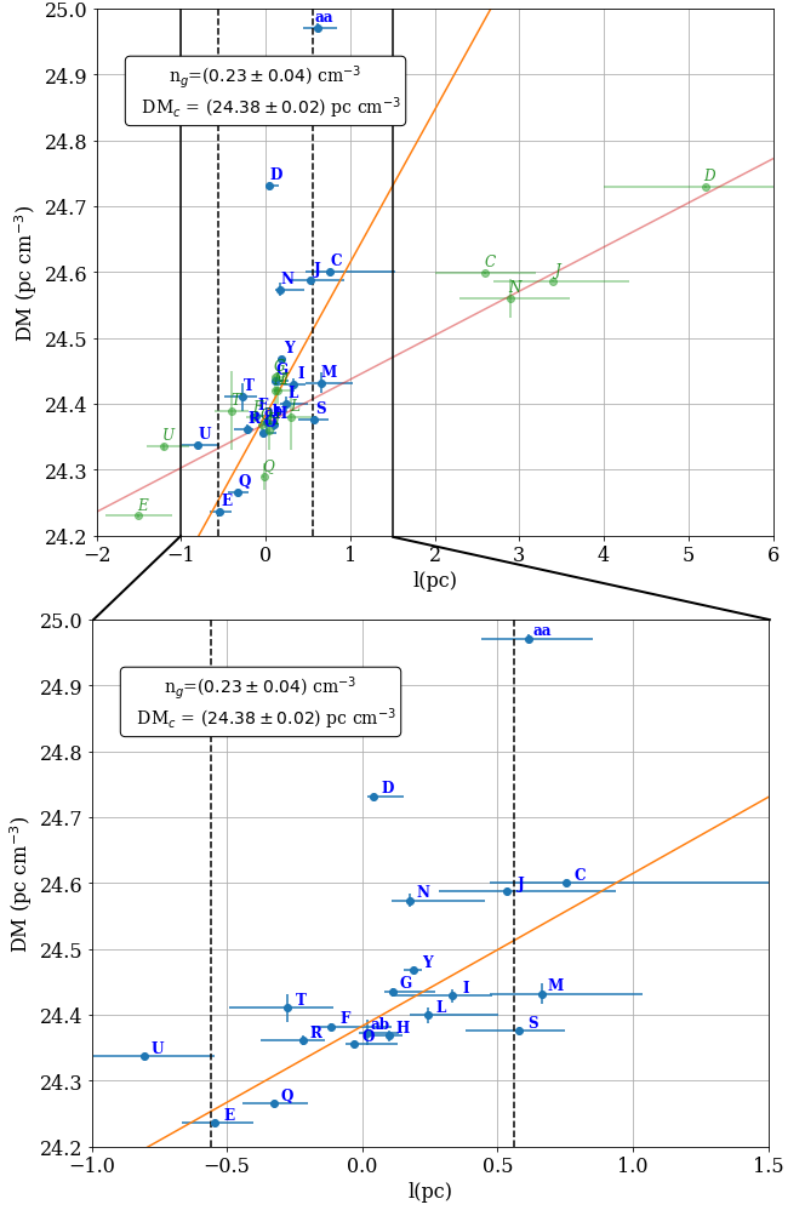 25.0
24.9
24.8
24.7
24.6
24.5
24.4
24.3
24.2
DM (pc cm⁻³)
n_g=(0.23 ± 0.04) cm⁻³
DM_c = (24.38 ± 0.02) pc cm⁻³
aa
D
D
C
C
J
J
N
N
Y
G
I
M
T
T
L
L
F
ab
H
S
R
O
U
U
Q
Q
E
E
−2 −1 0 1 2 3 4 5 6
l(pc)
25.0
24.9
24.8
24.7
24.6
24.5
24.4
24.3
24.2
DM (pc cm⁻³)
n_g=(0.23 ± 0.04) cm⁻³
DM_c = (24.38 ± 0.02) pc cm⁻³
aa
D
C
J
N
Y
G
I
M
T
L
F
ab
H
S
R
O
U
Q
E
−1.0 −0.5 0.0 0.5 1.0 1.5
l(pc)